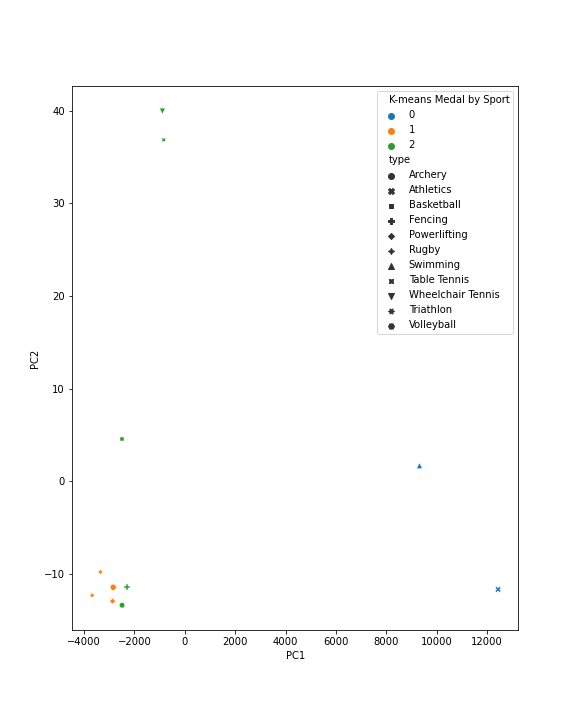 K-means Medal by Sport
0
1
2
type
Archery
Athletics
Basketball
Fencing
Powerlifting
Rugby
Swimming
Table Tennis
Wheelchair Tennis
Triathlon
Volleyball
40
30
20
10
0
−10
PC2
−4000 −2000 0 2000 4000 6000 8000 10000 12000
PC1